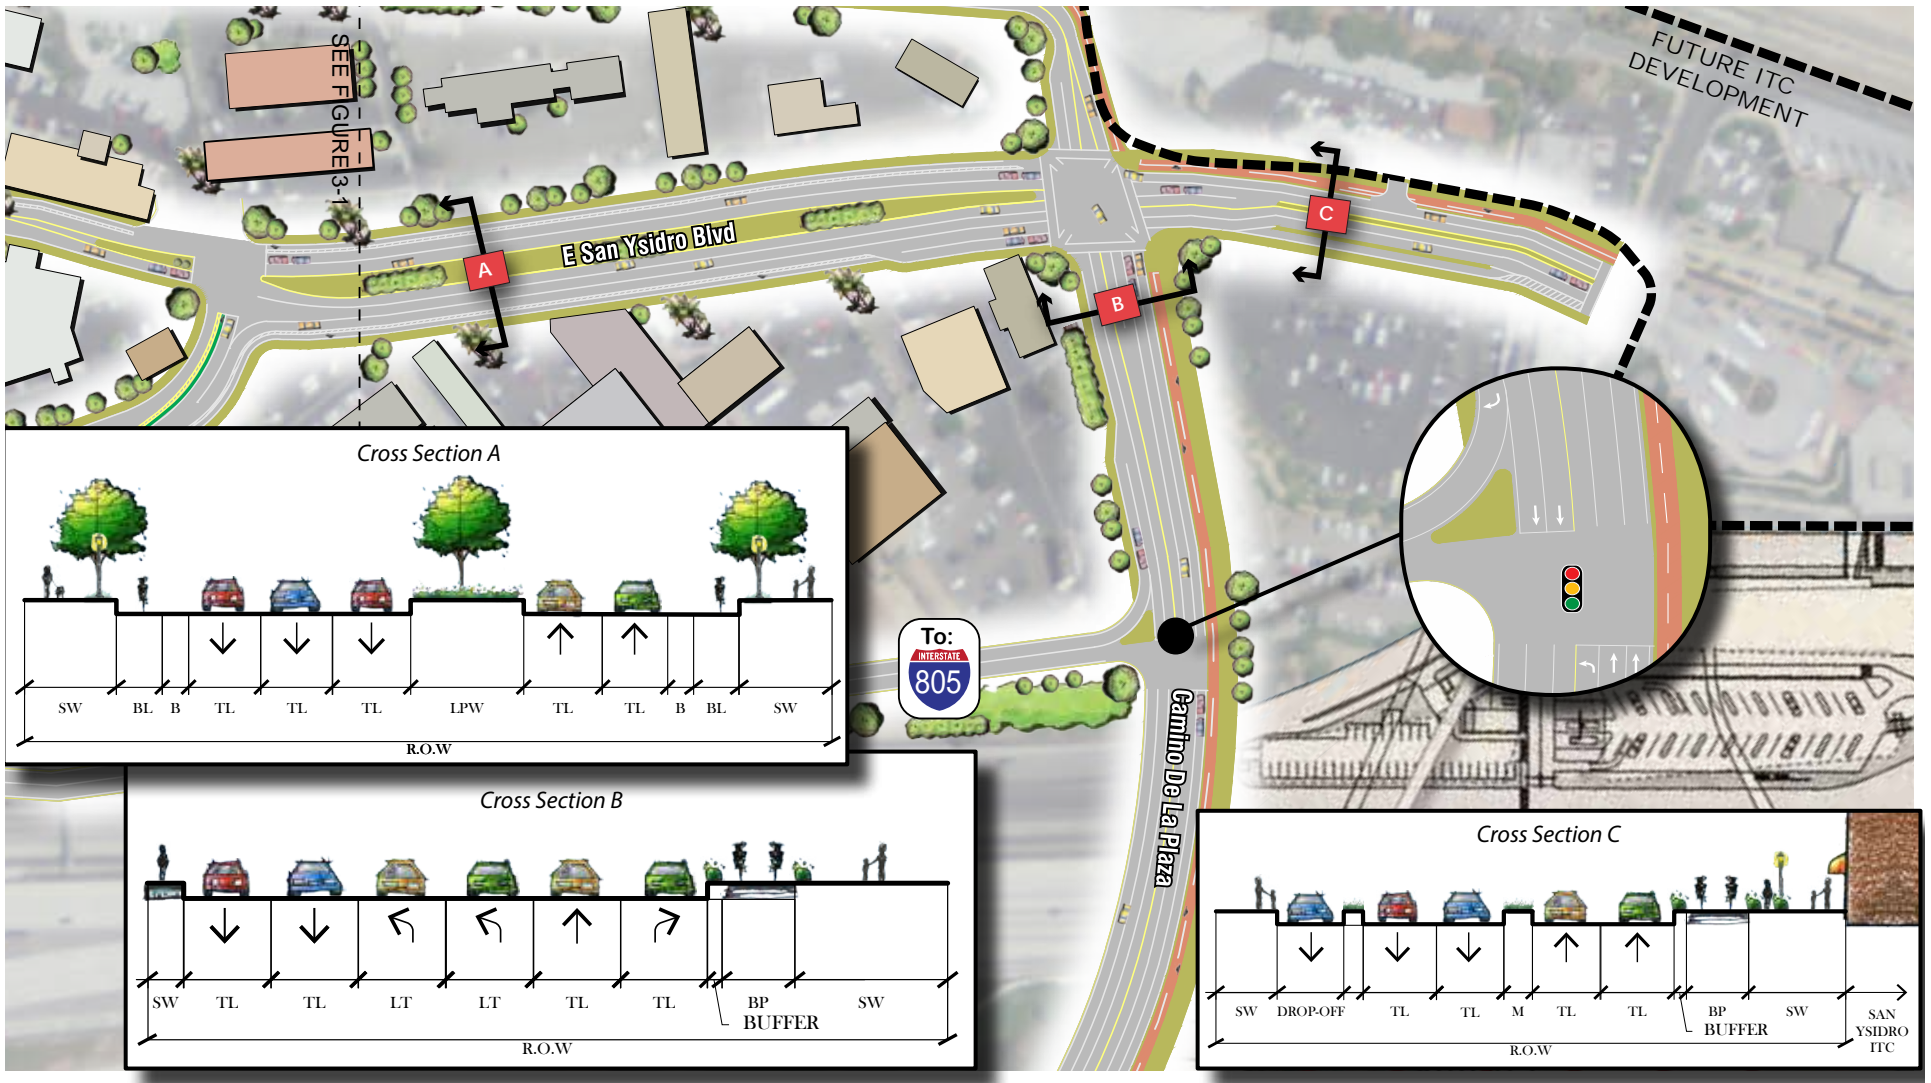 SEE FIGURE 3-1
FUTURE ITC
DEVELOPMENT
A
E San Ysidro Blvd
B
C
To:
INTERSTATE
805
Camino De La Plaza
Cross Section A
SW BL B TL TL TL LPW TL TL B BL SW
R.O.W
Cross Section B
SW TL TL LT LT TL TL BP SW
BUFFER
R.O.W
Cross Section C
SW DROP-OFF TL TL M TL TL BP SW SAN
YSIDRO
ITC
BUFFER
R.O.W